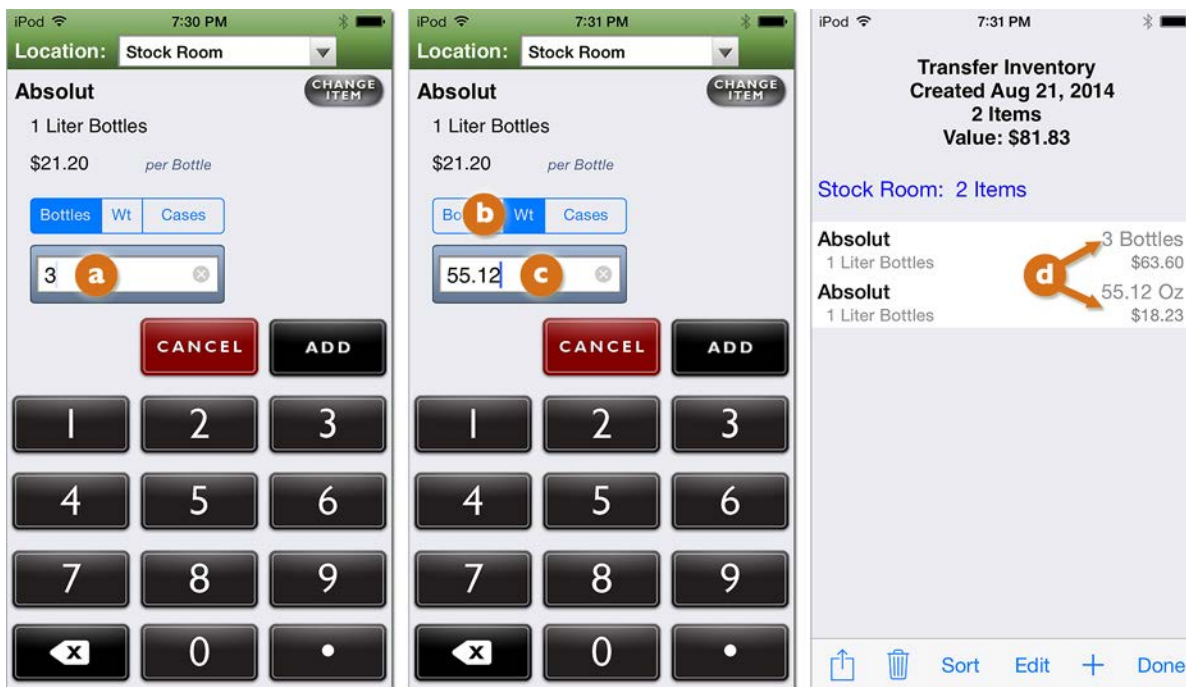 iPod 7:30 PM
Location: Stock Room
Absolut
CHANGE ITEM
1 Liter Bottles
$21.20 per Bottle
Bottles Wt Cases
3 a
CANCEL ADD
1 2 3
4 5 6
7 8 9
x 0 .
iPod 7:31 PM
Location: Stock Room
Absolut
CHANGE ITEM
1 Liter Bottles
$21.20 per Bottle
Bo b Wt Cases
55.12 c
CANCEL ADD
1 2 3
4 5 6
7 8 9
x 0 .
iPod 7:31 PM
Transfer Inventory
Created Aug 21, 2014
2 Items
Value: $81.83
Stock Room: 2 Items
Absolut 3 Bottles
1 Liter Bottles $63.60
d
Absolut 55.12 Oz
1 Liter Bottles $18.23
Sort Edit + Done